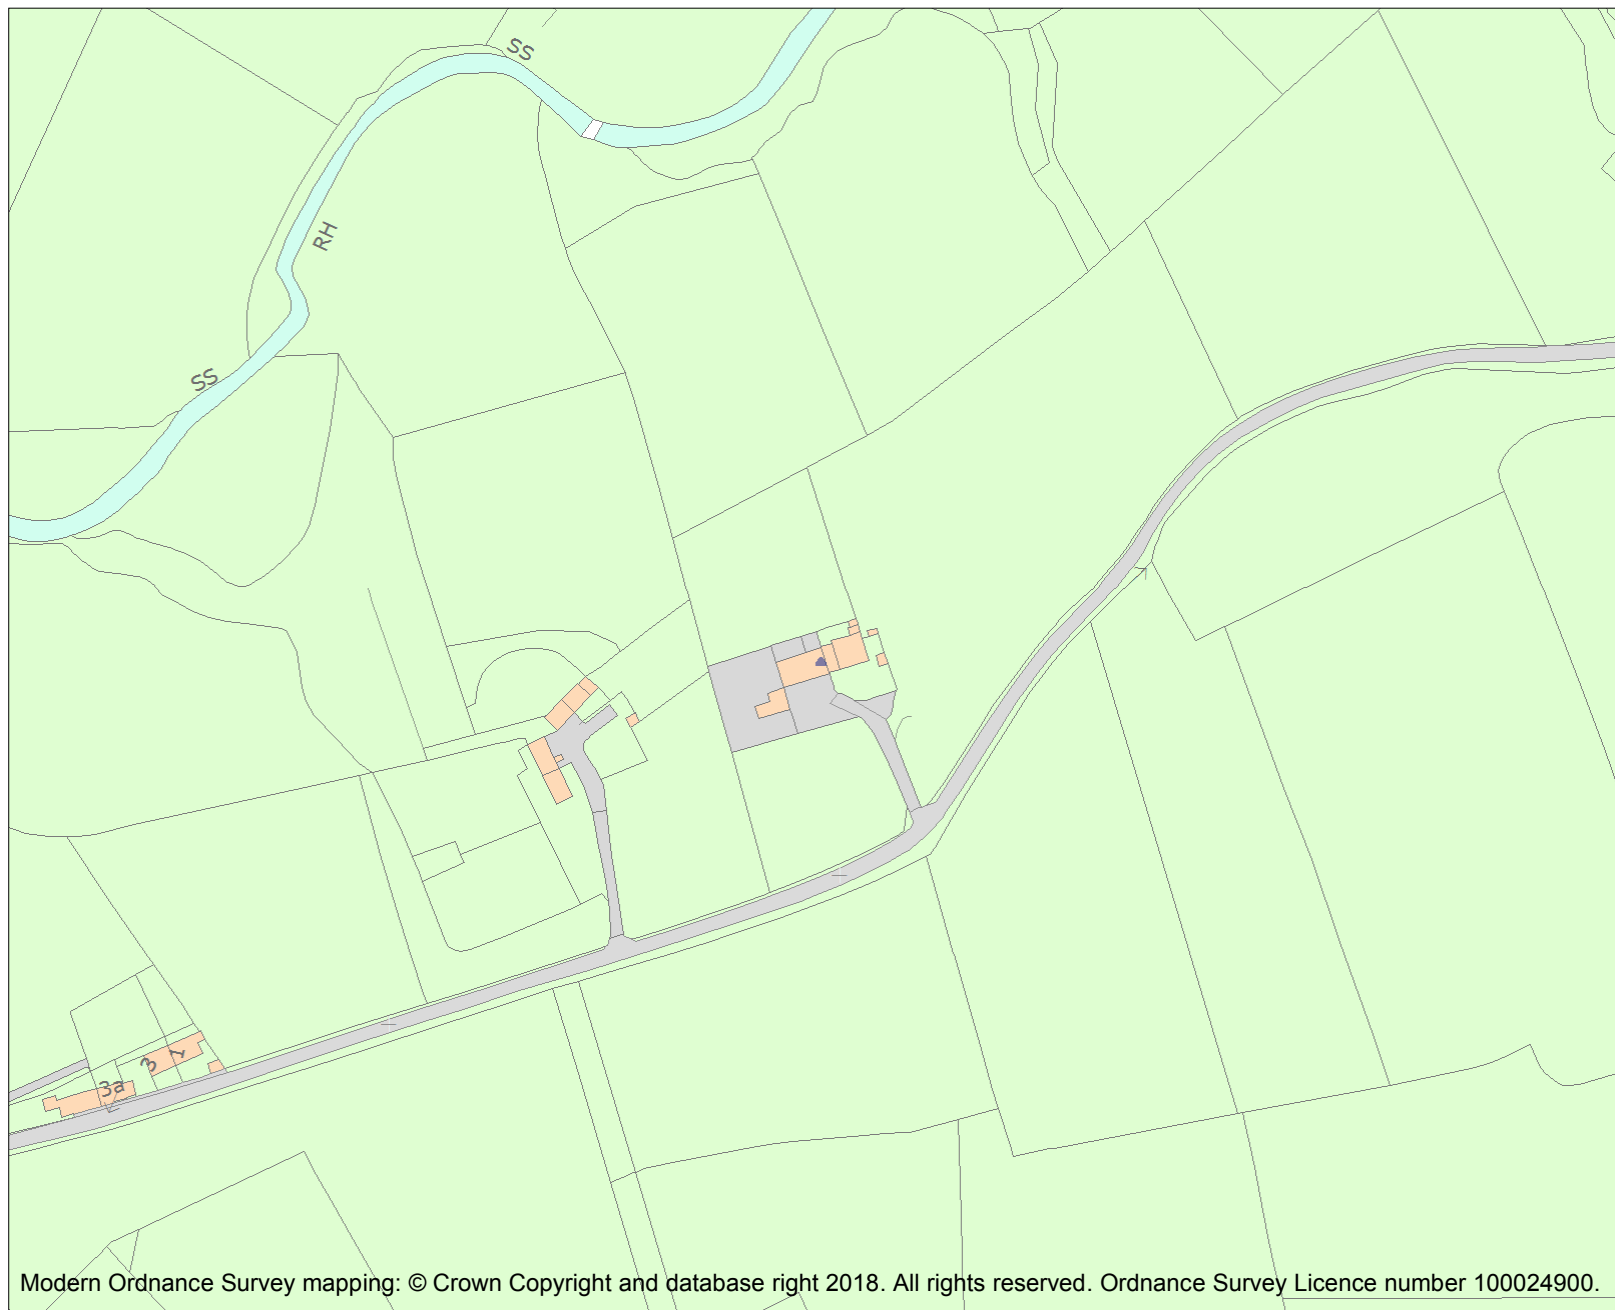 SS
RH
SS
3
1
3a
Modern Ordnance Survey mapping: © Crown Copyright and database right 2018. All rights reserved. Ordnance Survey Licence number 100024900.